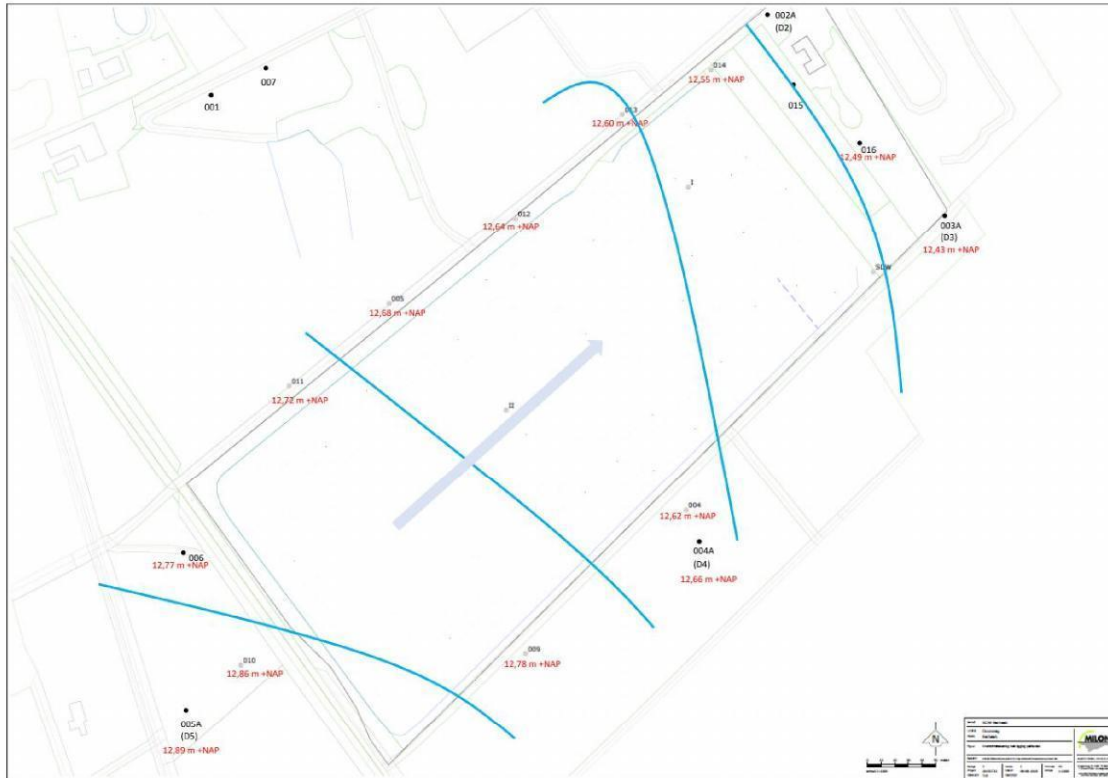 002A
(D2)
007
001
014
12,55 m +NAP
015
013
12,60 m +NAP
016
12,49 m +NAP
I
012
12,64 m +NAP
003A
(D3)
12,43 m +NAP
005
12,68 m +NAP
011
12,72 m +NAP
II
004
12,62 m +NAP
004A
(D4)
12,66 m +NAP
006
12,77 m +NAP
009
12,78 m +NAP
010
12,86 m +NAP
005A
(D5)
12,89 m +NAP
N
MILON